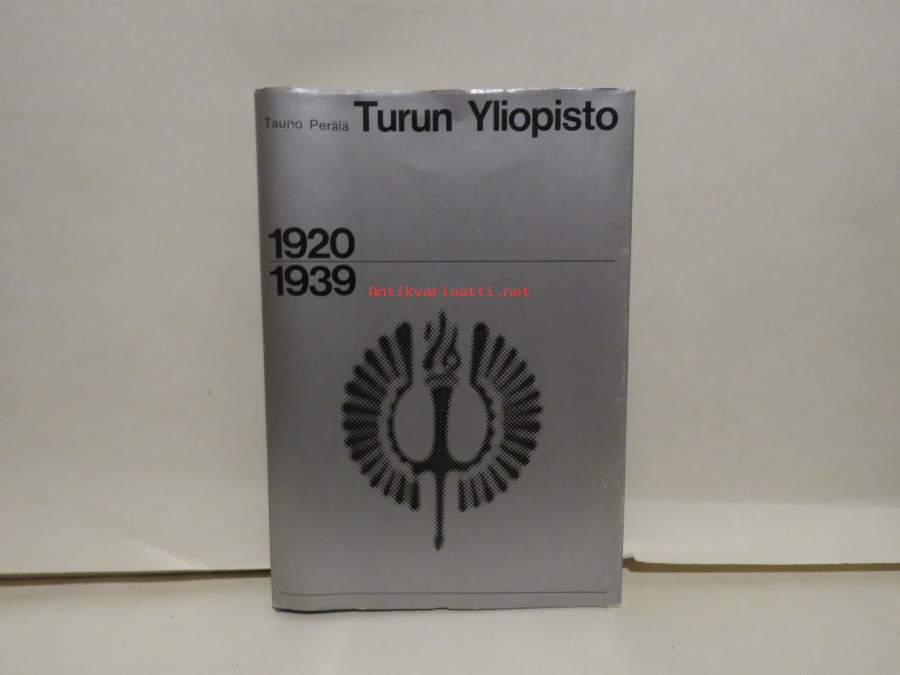 Tauno Perälä Turun Yliopisto
1920
1939
Antikvariaatti.net